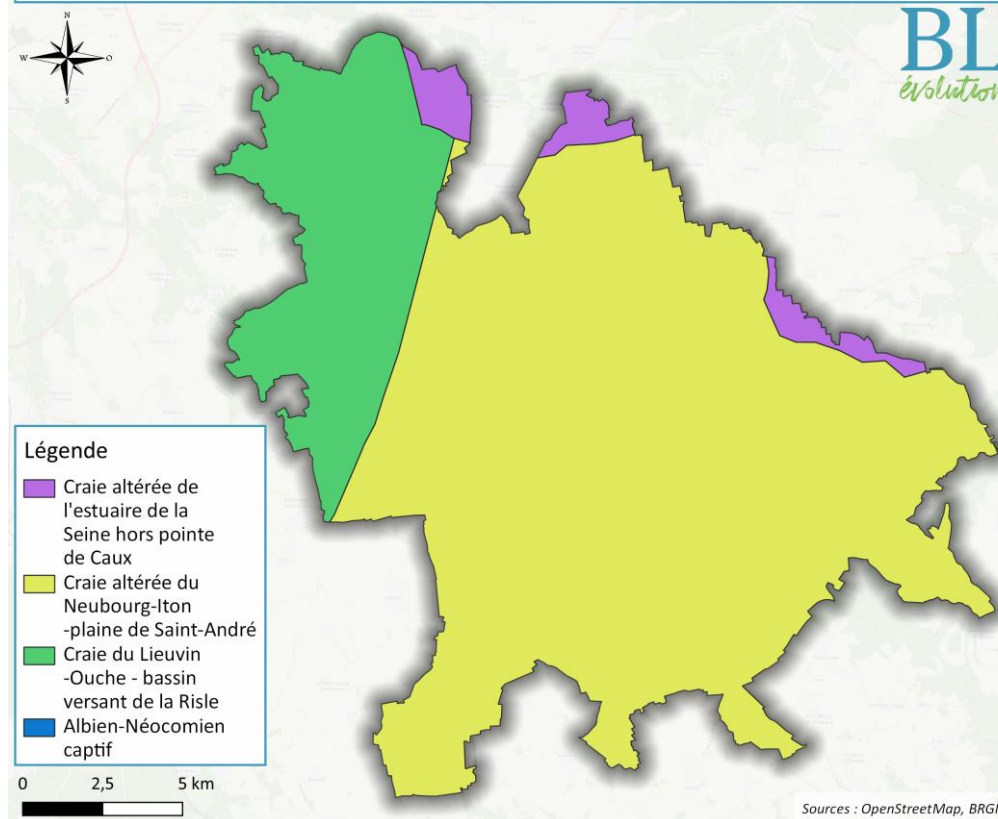 N
W
O
S
BL
évolution
Légende
Craie altérée de
l'estuaire de la
Seine hors pointe
de Caux
Craie altérée du
Neubourg-Iton
-plaine de Saint-André
Craie du Lieuvin
-Ouche - bassin
versant de la Risle
Albien-Néocomien
captif
0 2,5 5 km
Sources : OpenStreetMap, BRG